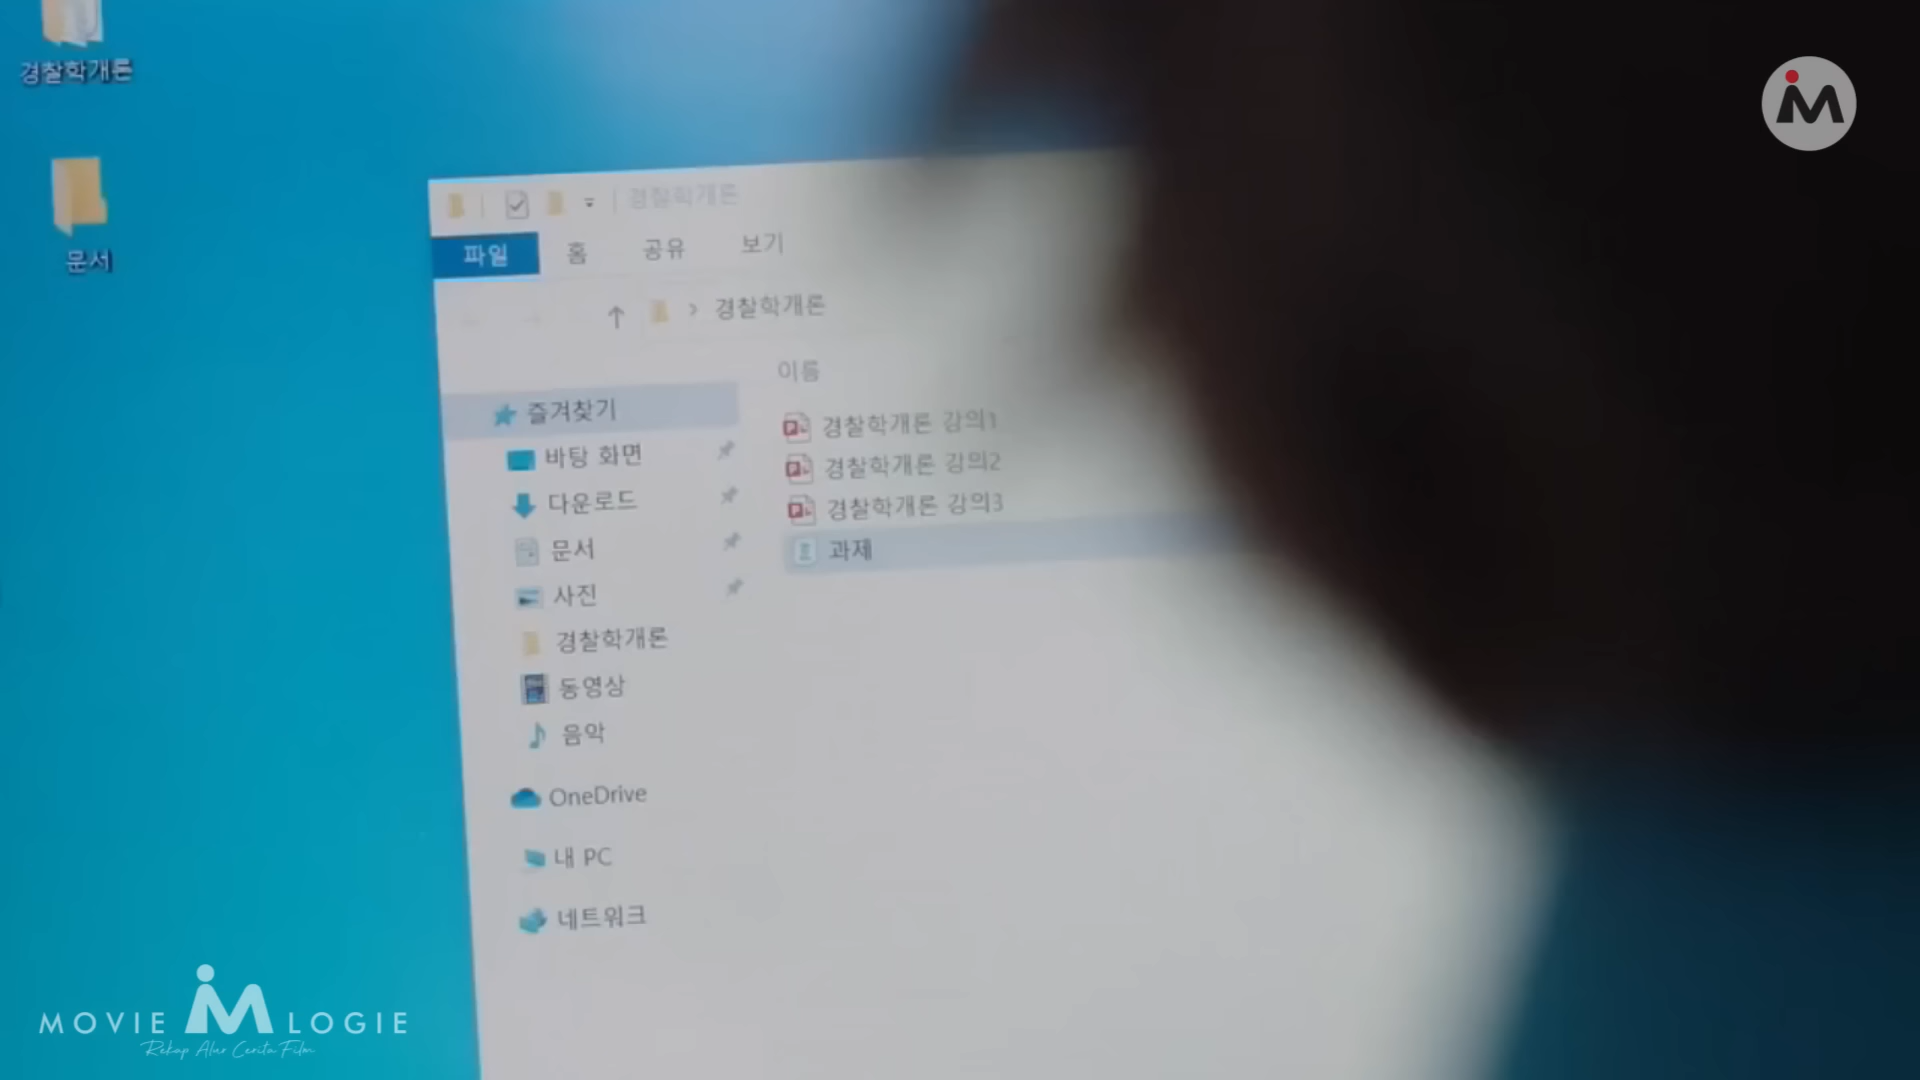 경찰학개론
문서
경찰학개론
파일 홈 공유 보기
경찰학개론
이름
즐겨찾기
바탕 화면
다운로드
문서
사진
경찰학개론
동영상
음악
OneDrive
내 PC
네트워크
경찰학개론 강의1
경찰학개론 강의2
경찰학개론 강의3
과제
M
MOVIE M LOGIE
Rekap Alur Cerita Film